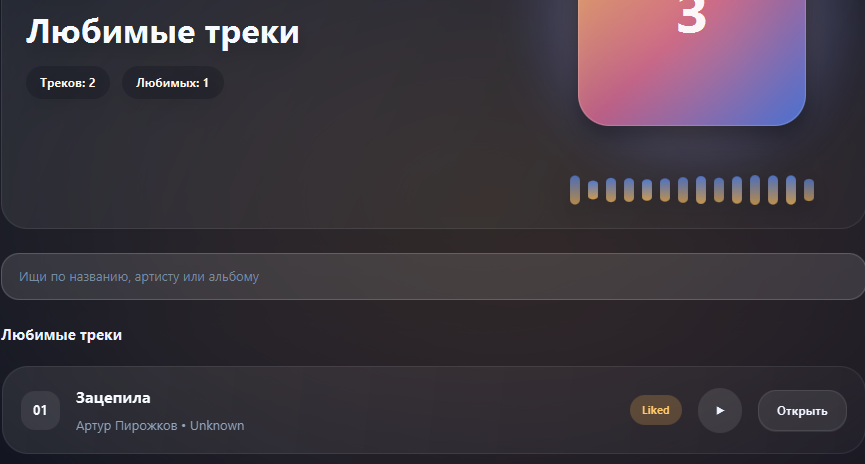 3
Любимые треки
Треков: 2 Любимых: 1
Ищи по названию, артисту или альбому
Любимые треки
01 Зацепила Liked Открыть
Артур Пирожков • Unknown